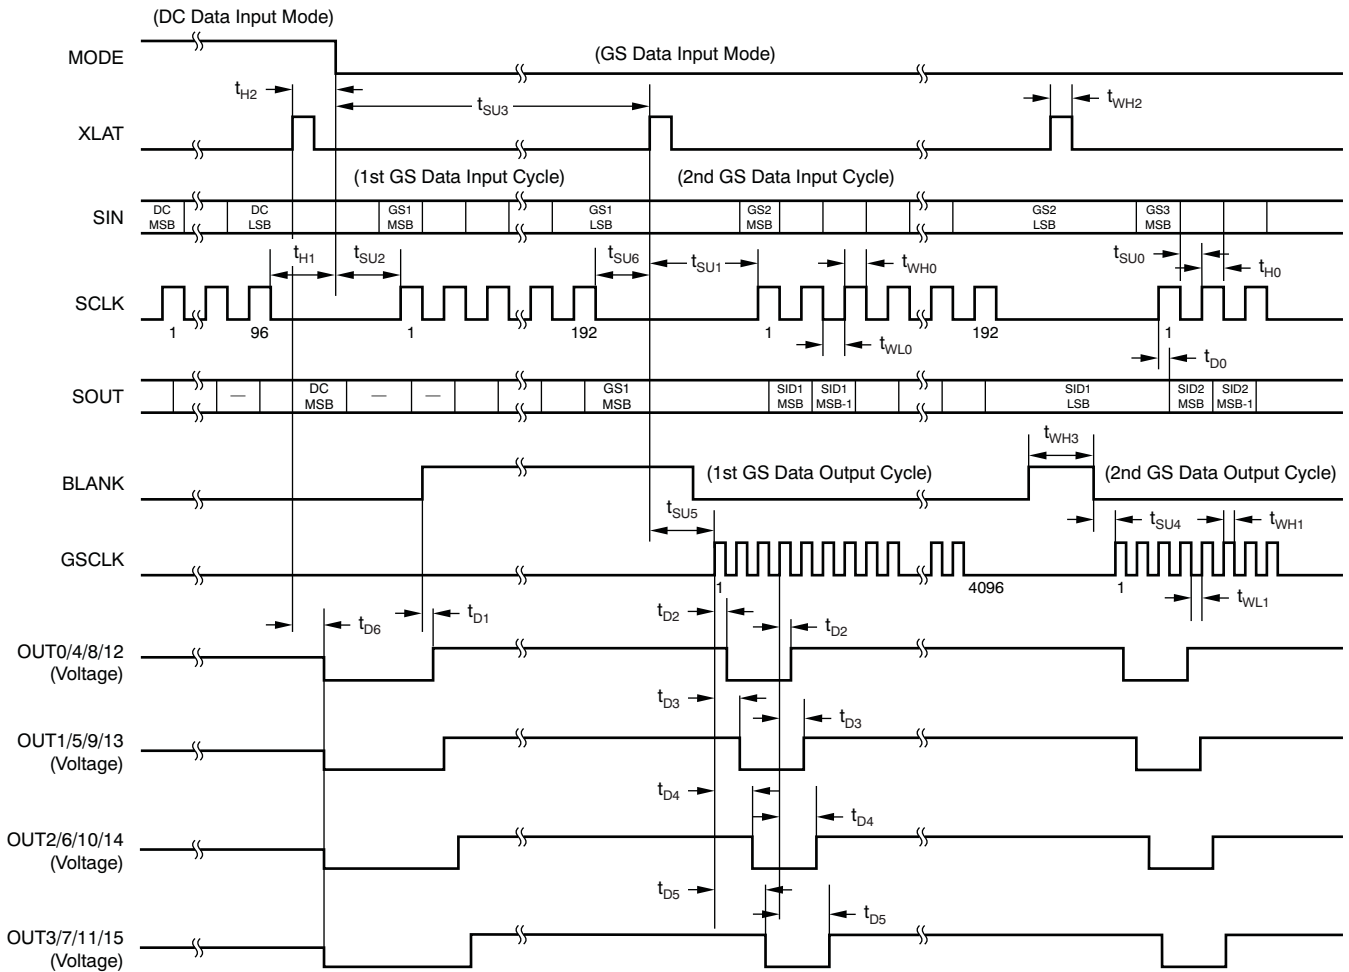 (DC Data Input Mode)
MODE
(GS Data Input Mode)
tH2
tSU3
tWH2
XLAT
(1st GS Data Input Cycle)
(2nd GS Data Input Cycle)
SIN
DC MSB
DC LSB
GS1 MSB
GS1 LSB
GS2 MSB
GS2 LSB
GS3 MSB
tH1
tSU2
tSU6
tSU1
tWH0
tSU0
tH0
SCLK
1
96
1
192
1
192
1
tWL0
tD0
SOUT
—
DC MSB
—
—
GS1 MSB
SID1 MSB
SID1 MSB-1
SID1 LSB
SID2 MSB
SID2 MSB-1
tWH3
BLANK
(1st GS Data Output Cycle)
(2nd GS Data Output Cycle)
tSU5
tSU4
tWH1
GSCLK
1
4096
1
tWL1
tD6
tD1
tD2
tD2
OUT0/4/8/12
(Voltage)
tD3
tD3
OUT1/5/9/13
(Voltage)
tD4
tD4
OUT2/6/10/14
(Voltage)
tD5
tD5
OUT3/7/11/15
(Voltage)